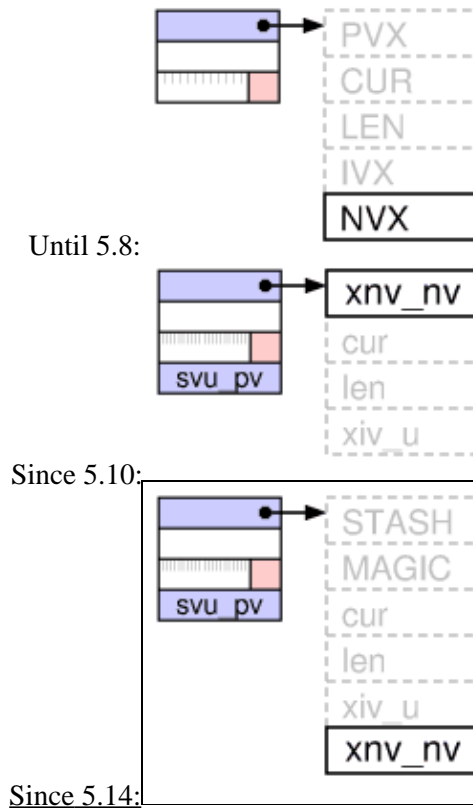 PVX
CUR
LEN
IVX
NVX
Until 5.8:
xnv_nv
cur
svu_pv
len
xiv_u
Since 5.10:
STASH
MAGIC
svu_pv
cur
len
xiv_u
xnv_nv
Since 5.14: